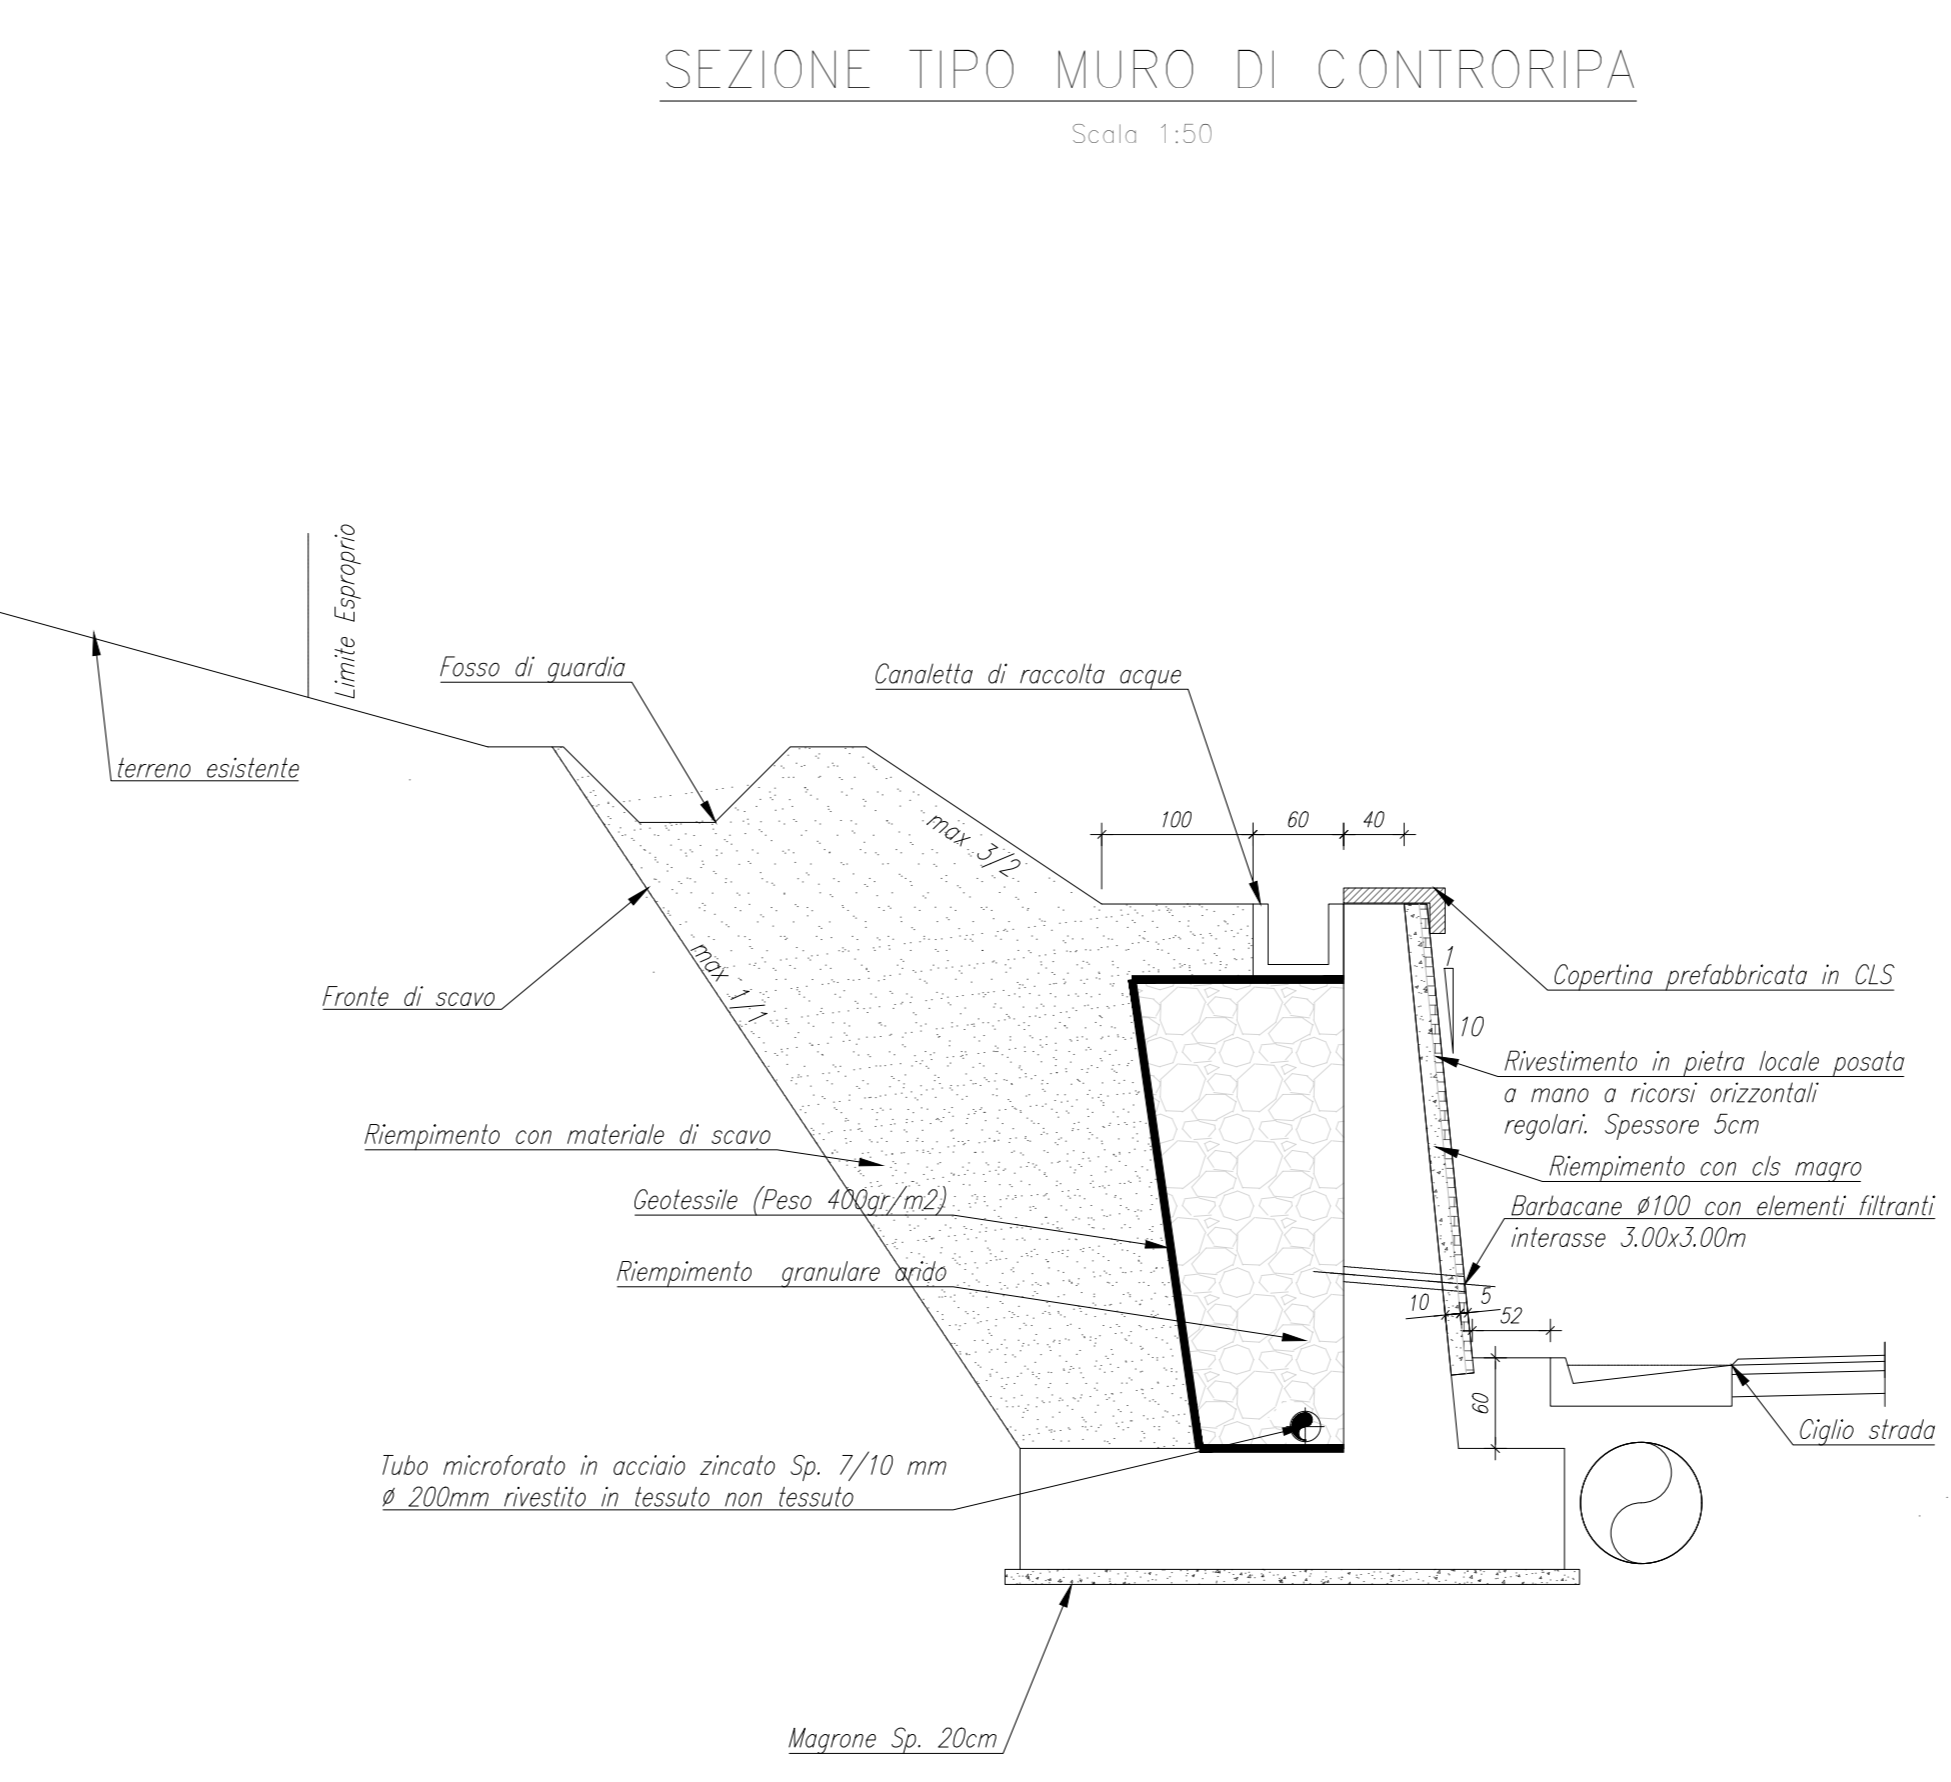 SEZIONE TIPO MURO DI CONTRORIPA
Scala 1:50
Limite Esproprio
Fosso di guardia
Canaletta di raccolta acque
terreno esistente
100
60
40
max 3/2
max 1/1
Fronte di scavo
1
10
Copertina prefabbricata in CLS
Rivestimento in pietra locale posata
a mano a ricorsi orizzontali
regolari. Spessore 5cm
Riempimento con materiale di scavo
Riempimento con cls magro
Geotessile (Peso 400gr/m2)
Barbacane ø100 con elementi filtranti
interasse 3.00x3.00m
Riempimento granulare arido
10
5
52
60
Ciglio strada
Tubo microforato in acciaio zincato Sp. 7/10 mm
ø 200mm rivestito in tessuto non tessuto
Magrone Sp. 20cm